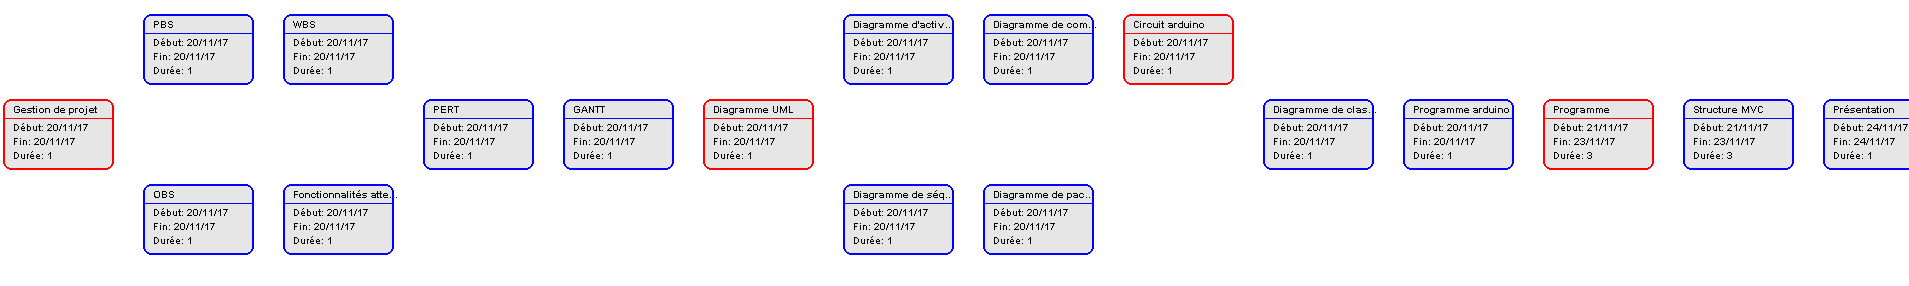 PBS
Début: 20/11/17
Fin: 20/11/17
Durée: 1
WBS
Début: 20/11/17
Fin: 20/11/17
Durée: 1
Diagramme d'activ...
Début: 20/11/17
Fin: 20/11/17
Durée: 1
Diagramme de com...
Début: 20/11/17
Fin: 20/11/17
Durée: 1
Circuit arduino
Début: 20/11/17
Fin: 20/11/17
Durée: 1
Gestion de projet
Début: 20/11/17
Fin: 20/11/17
Durée: 1
PERT
Début: 20/11/17
Fin: 20/11/17
Durée: 1
GANTT
Début: 20/11/17
Fin: 20/11/17
Durée: 1
Diagramme UML
Début: 20/11/17
Fin: 20/11/17
Durée: 1
Diagramme de clas...
Début: 20/11/17
Fin: 20/11/17
Durée: 1
Programme arduino
Début: 20/11/17
Fin: 20/11/17
Durée: 1
Programme
Début: 21/11/17
Fin: 23/11/17
Durée: 3
Structure MVC
Début: 21/11/17
Fin: 23/11/17
Durée: 3
Présentation
Début: 24/11/17
Fin: 24/11/17
Durée: 1
OBS
Début: 20/11/17
Fin: 20/11/17
Durée: 1
Fonctionnalités atte...
Début: 20/11/17
Fin: 20/11/17
Durée: 1
Diagramme de séq...
Début: 20/11/17
Fin: 20/11/17
Durée: 1
Diagramme de pac...
Début: 20/11/17
Fin: 20/11/17
Durée: 1